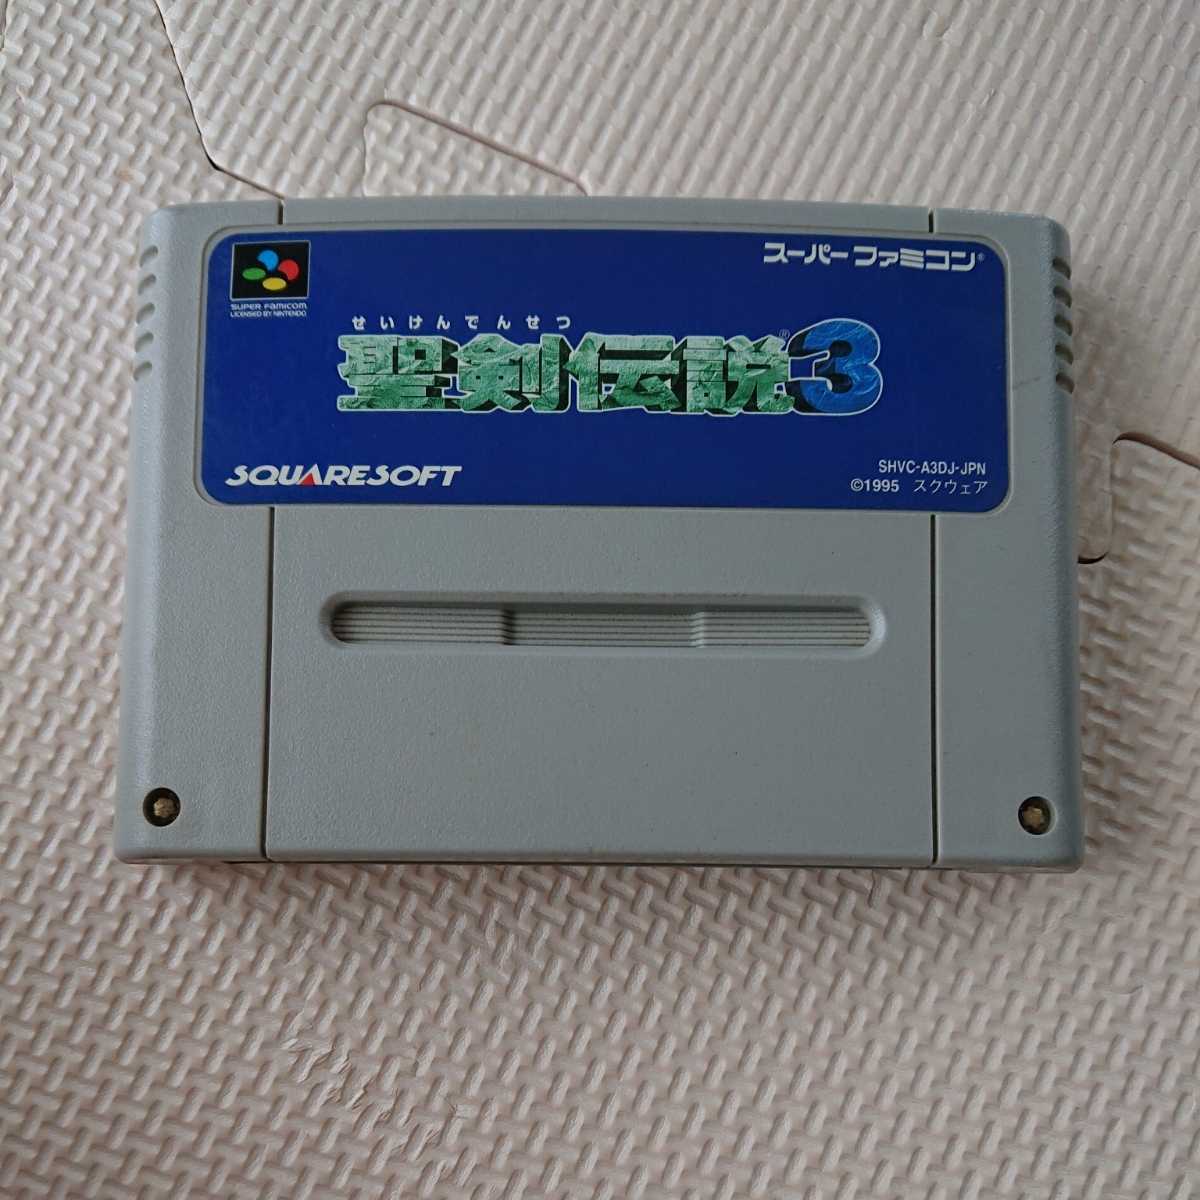 スーパーファミコン®
SUPER FAMICOM
LICENSED BY NINTENDO
せいけんでんせつ
聖剣伝説®3
SQUARESOFT
SHVC-A3DJ-JPN
©1995 スクウェア